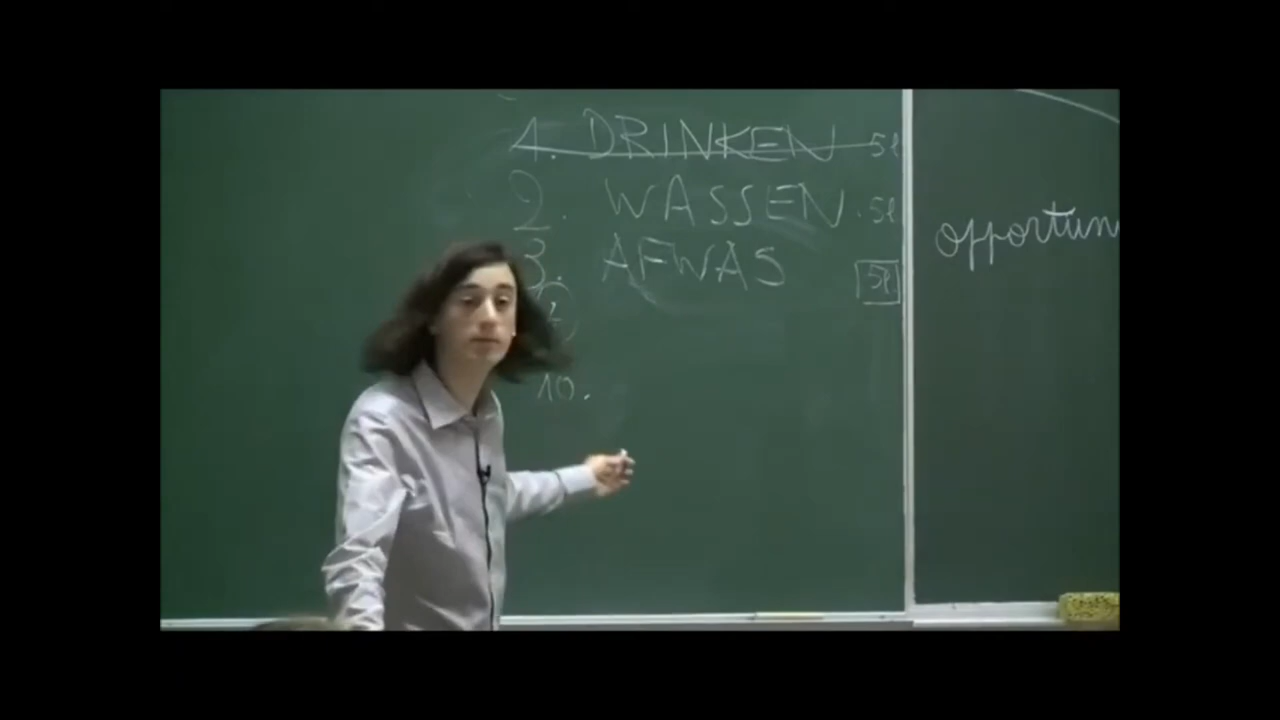 1. DRINKEN 5l
2. WASSEN. 5l
3. AFWAS 5l
10.
opportun